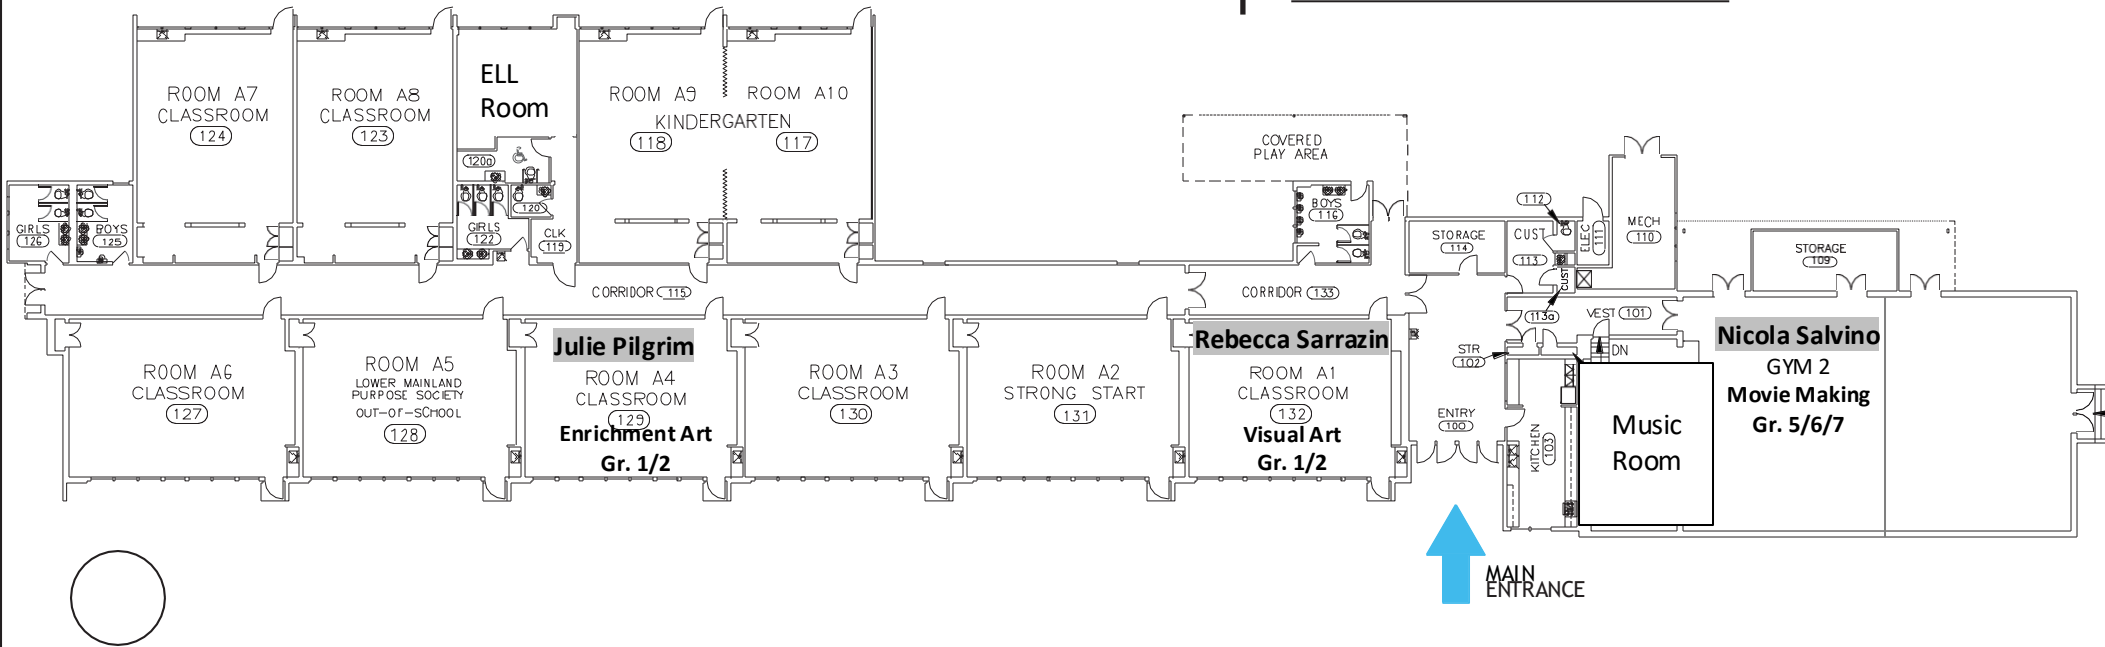 ROOM A7
CLASSROOM
124
ROOM A8
CLASSROOM
123
ELL
Room
ROOM A9
ROOM A10
KINDERGARTEN
118
117
120a
120
GIRLS
122
CLK
119
GIRLS
126
BOYS
125
COVERED
PLAY AREA
BOYS
116
STORAGE
114
CUST
113
112
ELEC
111
MECH
110
STORAGE
109
CUST
113a
VEST 101
CORRIDOR 115
CORRIDOR 133
DN
STR
102
ENTRY
100
KITCHEN
103
Music
Room
ROOM A6
CLASSROOM
127
ROOM A5
LOWER MAINLAND
PURPOSE SOCIETY
OUT-OF-SCHOOL
128
Julie Pilgrim
ROOM A4
CLASSROOM
129
Enrichment Art
Gr. 1/2
ROOM A3
CLASSROOM
130
ROOM A2
STRONG START
131
Rebecca Sarrazin
ROOM A1
CLASSROOM
132
Visual Art
Gr. 1/2
Nicola Salvino
GYM 2
Movie Making
Gr. 5/6/7
MAIN
ENTRANCE